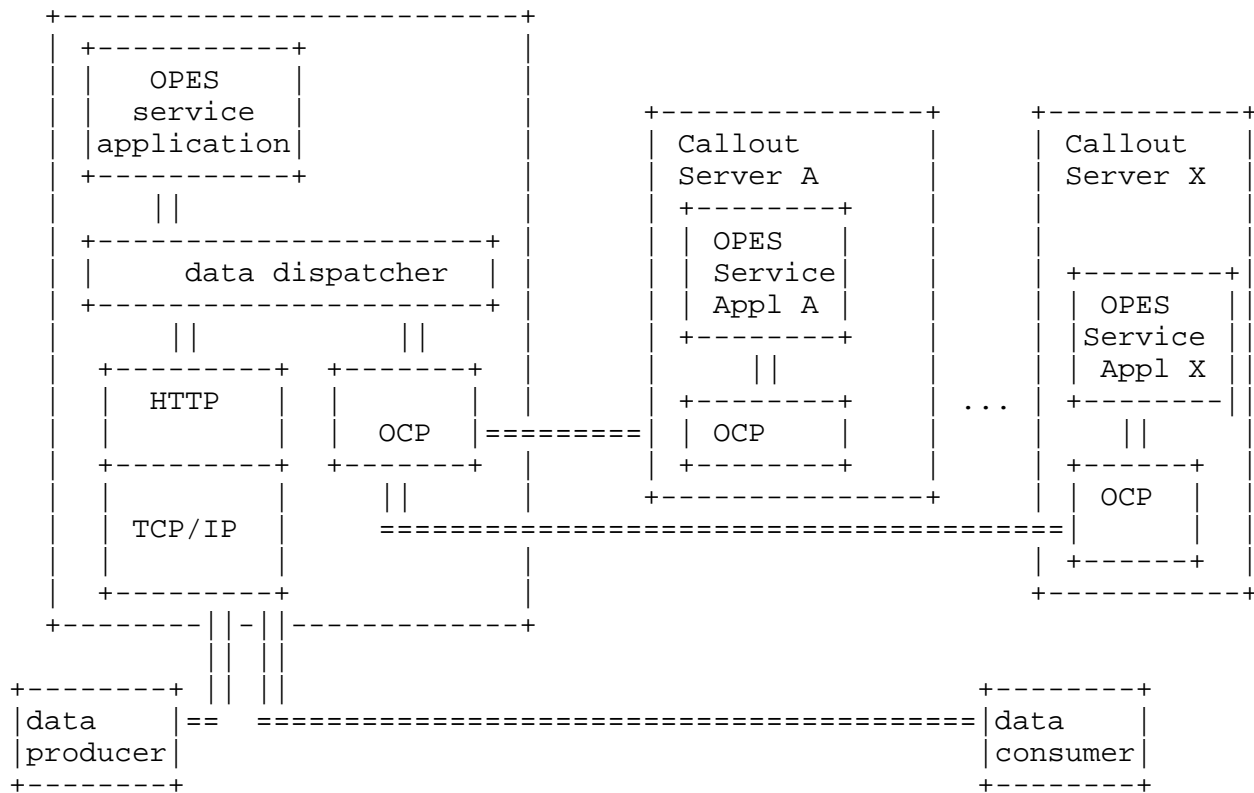 OPES
service
application
data dispatcher
HTTP
OCP
TCP/IP
Callout
Server A
OPES
Service
Appl A
OCP
...
Callout
Server X
OPES
Service
Appl X
OCP
data
producer
data
consumer